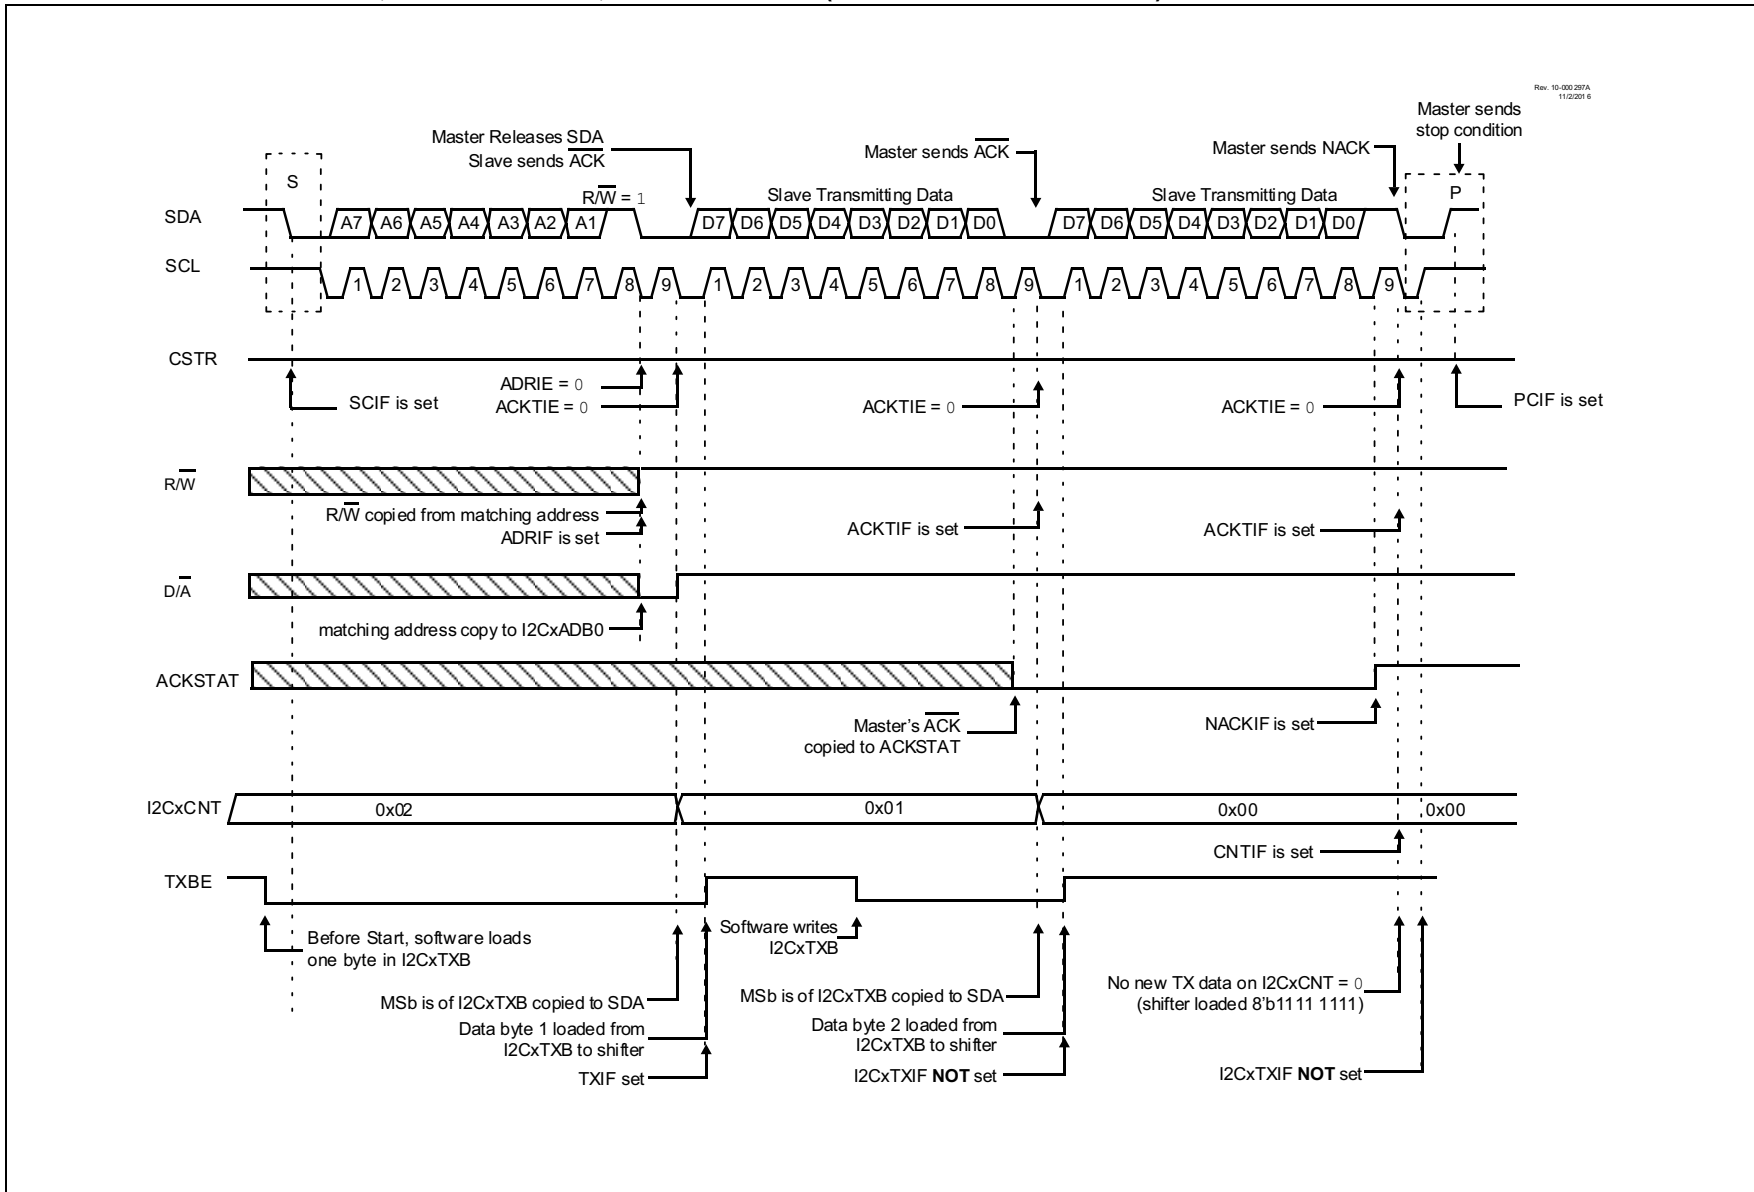 Rev. 10-000 297A
11/2/201 6
Master sends
stop condition
Master Releases SDA
Slave sends A̅C̅K̅
Master sends A̅C̅K̅
Master sends NACK
S
R/W̅ = 1
Slave Transmitting Data
Slave Transmitting Data
P
SDA
A7 A6 A5 A4 A3 A2 A1
D7 D6 D5 D4 D3 D2 D1 D0
D7 D6 D5 D4 D3 D2 D1 D0
SCL
1 2 3 4 5 6 7 8 9
1 2 3 4 5 6 7 8 9
1 2 3 4 5 6 7 8 9
CSTR
SCIF is set
ADRIE = 0
ACKTIE = 0
ACKTIE = 0
ACKTIE = 0
PCIF is set
R/W̅
R/W̅ copied from matching address
ADRIF is set
ACKTIF is set
ACKTIF is set
D/A̅
matching address copy to I2CxADB0
ACKSTAT
Master's A̅C̅K̅
copied to ACKSTAT
NACKIF is set
I2CxCNT
0x02
0x01
0x00
0x00
CNTIF is set
TXBE
Before Start, software loads
one byte in I2CxTXB
Software writes
I2CxTXB
MSb is of I2CxTXB copied to SDA
Data byte 1 loaded from
I2CxTXB to shifter
TXIF set
MSb is of I2CxTXB copied to SDA
Data byte 2 loaded from
I2CxTXB to shifter
I2CxTXIF NOT set
No new TX data on I2CxCNT = 0
(shifter loaded 8'b1111 1111)
I2CxTXIF NOT set